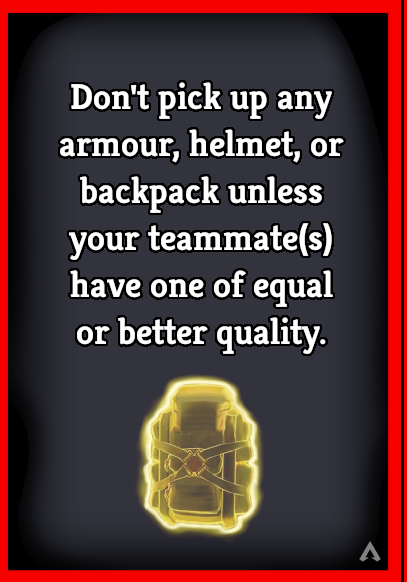 Don't pick up any
armour, helmet, or
backpack unless
your teammate(s)
have one of equal
or better quality.